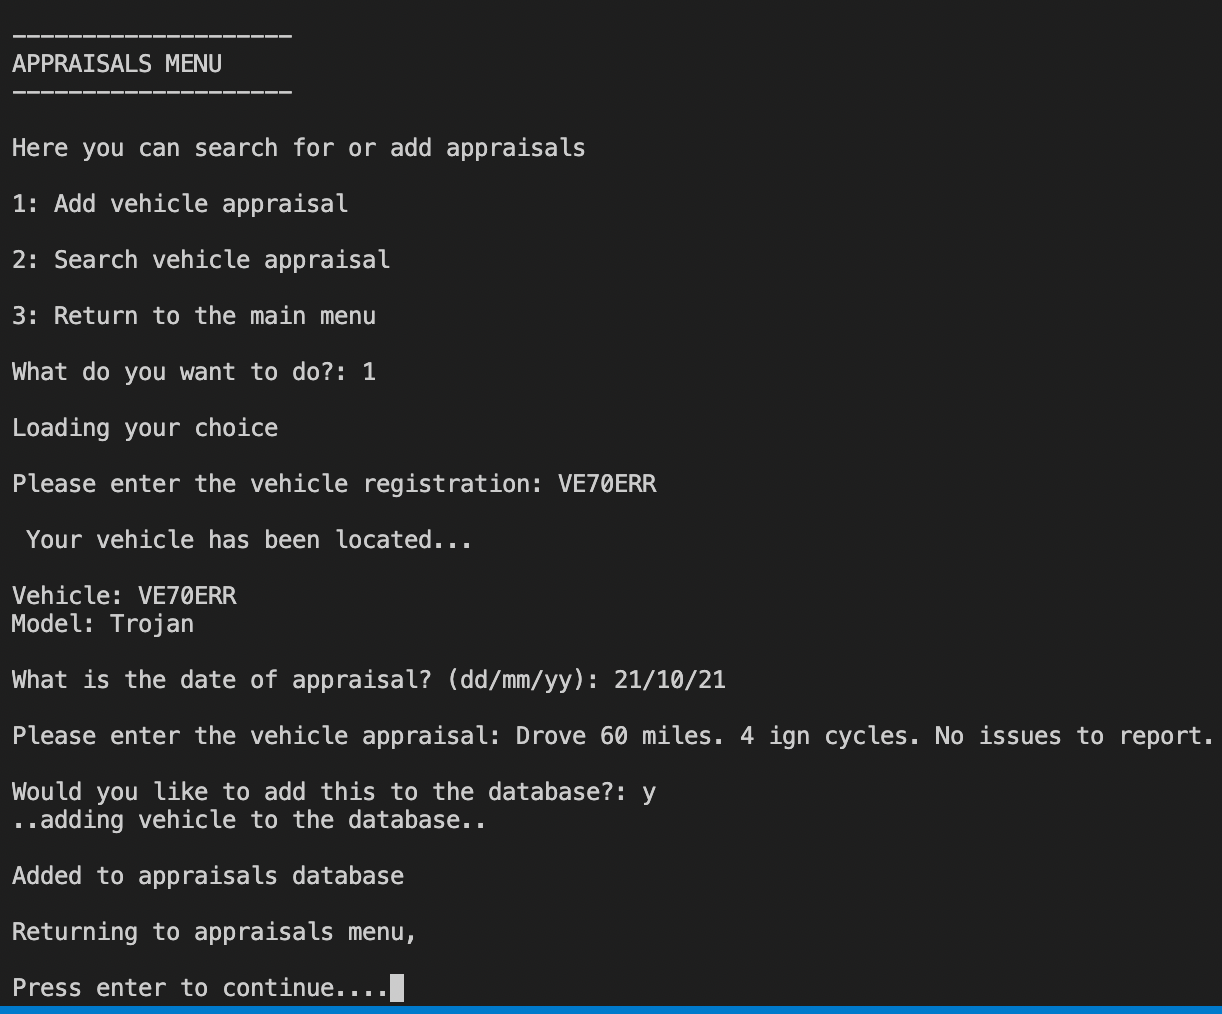 --------------------
APPRAISALS MENU
--------------------
Here you can search for or add appraisals
1: Add vehicle appraisal
2: Search vehicle appraisal
3: Return to the main menu
What do you want to do?: 1
Loading your choice
Please enter the vehicle registration: VE70ERR
Your vehicle has been located...
Vehicle: VE70ERR
Model: Trojan
What is the date of appraisal? (dd/mm/yy): 21/10/21
Please enter the vehicle appraisal: Drove 60 miles. 4 ign cycles. No issues to report.
Would you like to add this to the database?: y
..adding vehicle to the database..
Added to appraisals database
Returning to appraisals menu,
Press enter to continue....